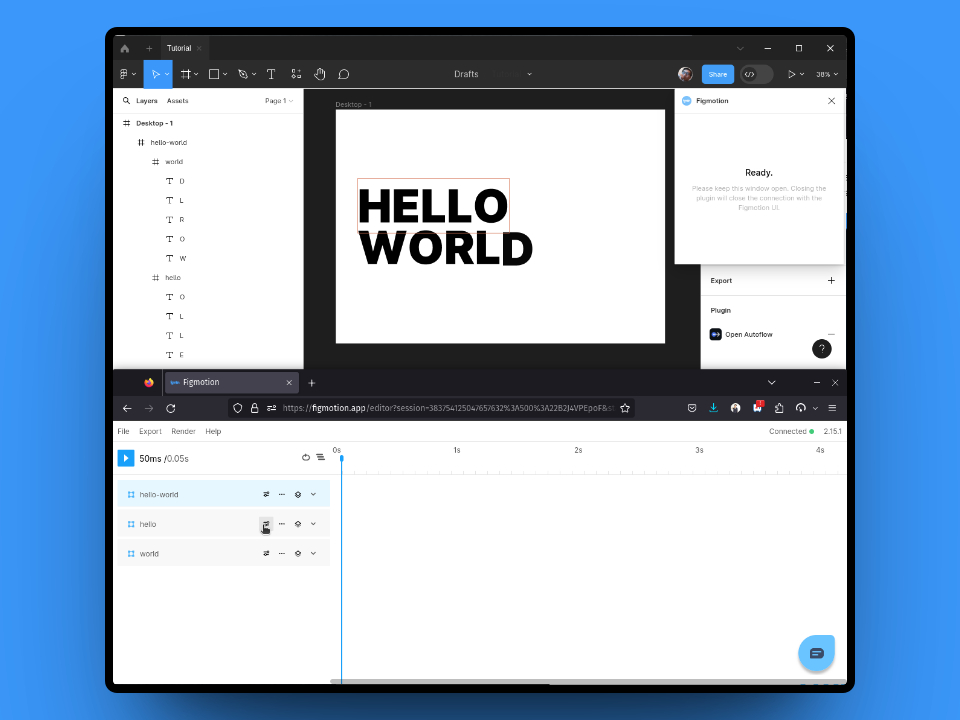 Tutorial
Drafts
Share
38%
Layers
Assets
Page 1
Desktop - 1
hello-world
world
D
L
R
O
W
hello
O
L
L
E
Desktop - 1
HELLO
WORLD
Figmotion
Ready.
Please keep this window open. Closing the
plugin will close the connection with the
Figmotion UI.
Export
Plugin
Open Autoflow
?
Figmotion
https://figmotion.app/editor?session=383754125047657632%3A500%3A22B2J4VPEpoF&s
File
Export
Render
Help
Connected
2.15.1
50ms /0.05s
0s
1s
2s
3s
4s
hello-world
hello
world